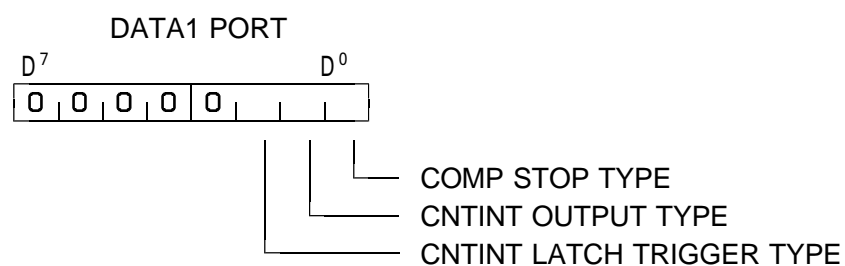 DATA1 PORT
D7 D0
0 0 0 0 0
COMP STOP TYPE
CNTINT OUTPUT TYPE
CNTINT LATCH TRIGGER TYPE